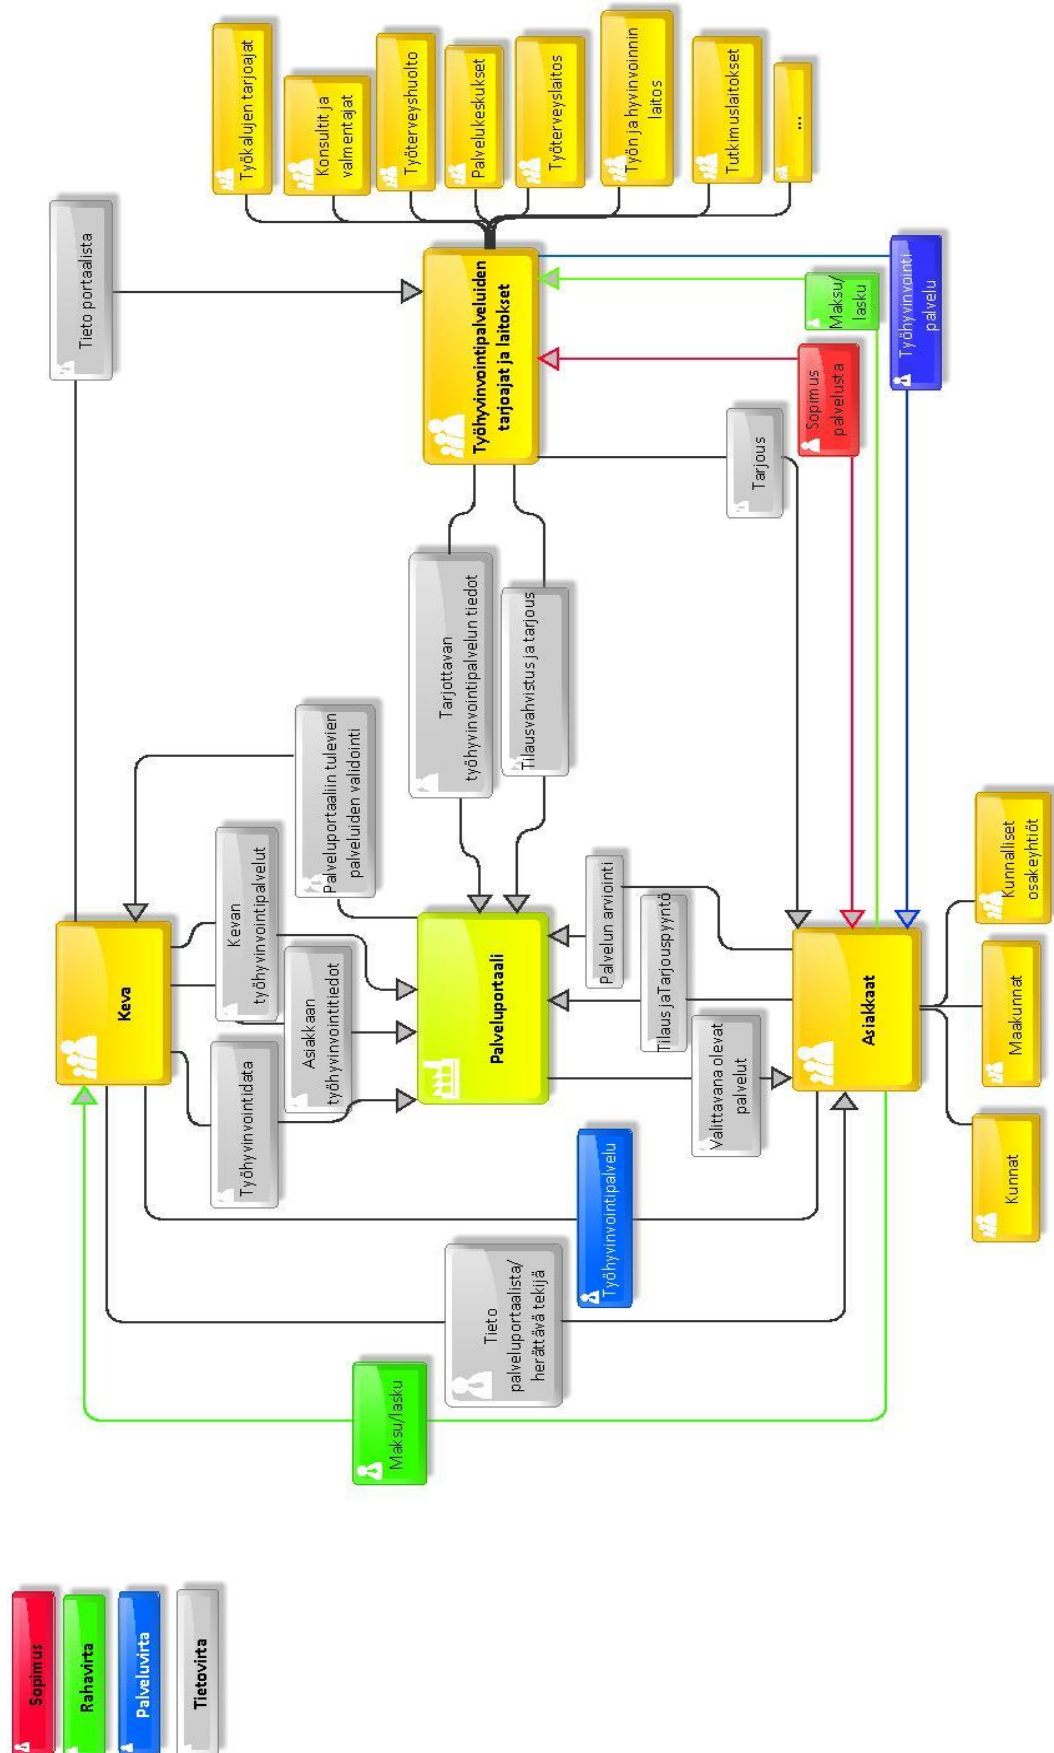 Sopimus
Rahavirta
Palveluvirta
Tietovirta
Maksu/lasku
Tieto
palveluportaalista/
herättävä tekijä
Työhyvinvointipalvelu
Keva
Työhyvinvointidata
Asiakkaan
työhyvinvointitiedot
Kevan
työhyvinvointipalvelut
Palveluportaaliin tulevien
palveluiden validointi
Tieto portaalista
Palveluportaali
Tarjottavan
työhyvinvointipalvelun tiedot
Tilausvahvistus ja tarjous
Työhyvinvointipalveluiden
tarjoajat ja laitokset
Työkalujen tarjoajat
Konsultit ja
valmentajat
Työterveyshuolto
Palvelukeskukset
Työterveyslaitos
Työn ja hyvinvoinnin
laitos
Tutkimuslaitokset
...
Valittavana olevat
palvelut
Tilaus jaTarjouspyyntö
Palvelun arviointi
Tarjous
Sopimus
palvelusta
Maksu/
lasku
Työhyvinvointi
palvelu
Asiakkaat
Kunnat
Maakunnat
Kunnalliset
osakeyhtiöt